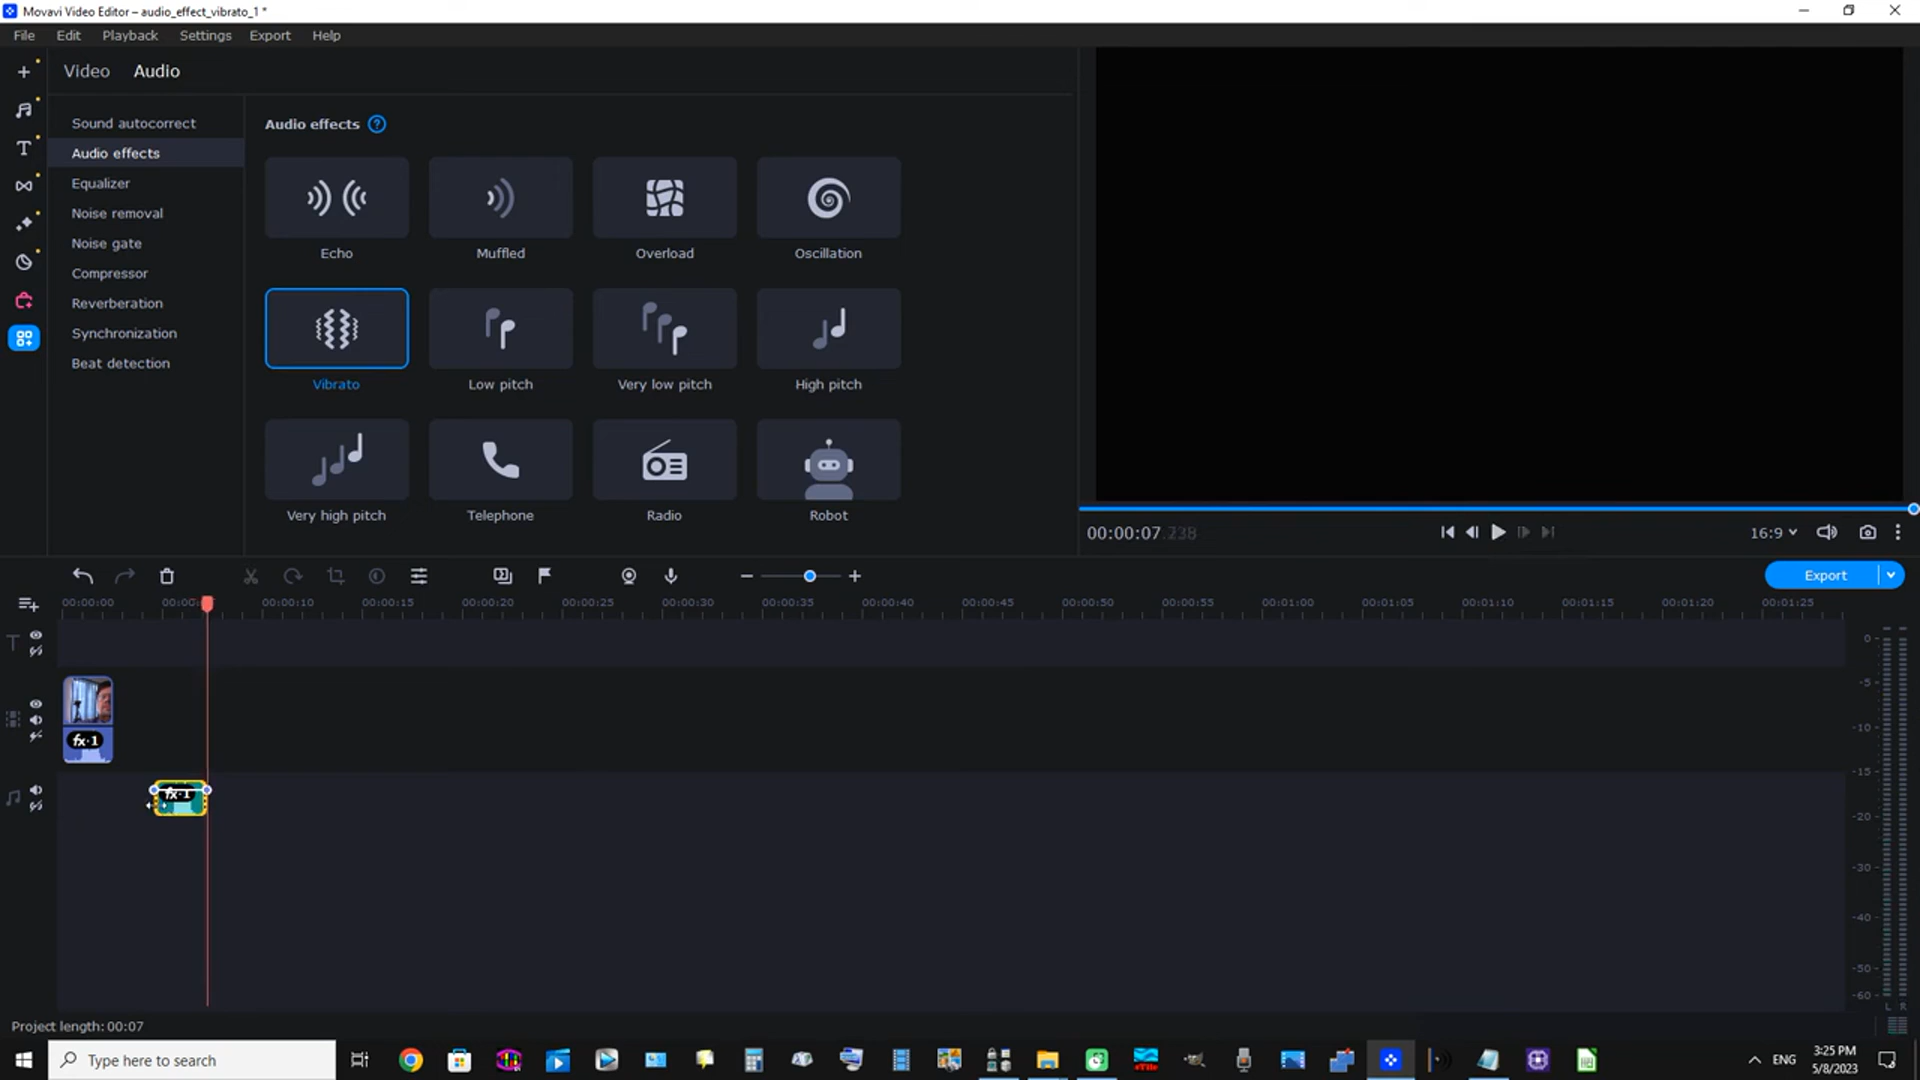 Movavi Video Editor – audio_effect_vibrato_1 *
File Edit Playback Settings Export Help
Video Audio
Sound autocorrect
Audio effects
Equalizer
Noise removal
Noise gate
Compressor
Reverberation
Synchronization
Beat detection
Audio effects ?
Echo Muffled Overload Oscillation
Vibrato Low pitch Very low pitch High pitch
Very high pitch Telephone Radio Robot
00:00:07.238
16:9
Export
00:00:00 00:00:10 00:00:15 00:00:20 00:00:25 00:00:30 00:00:35 00:00:40 00:00:45 00:00:50 00:00:55 00:01:00 00:01:05 00:01:10 00:01:15 00:01:20 00:01:25
fx·1
fx·1
0
-5
-10
-15
-20
-30
-40
-50
-60
L R
Project length: 00:07
Type here to search
ENG
3:25 PM
5/8/2023